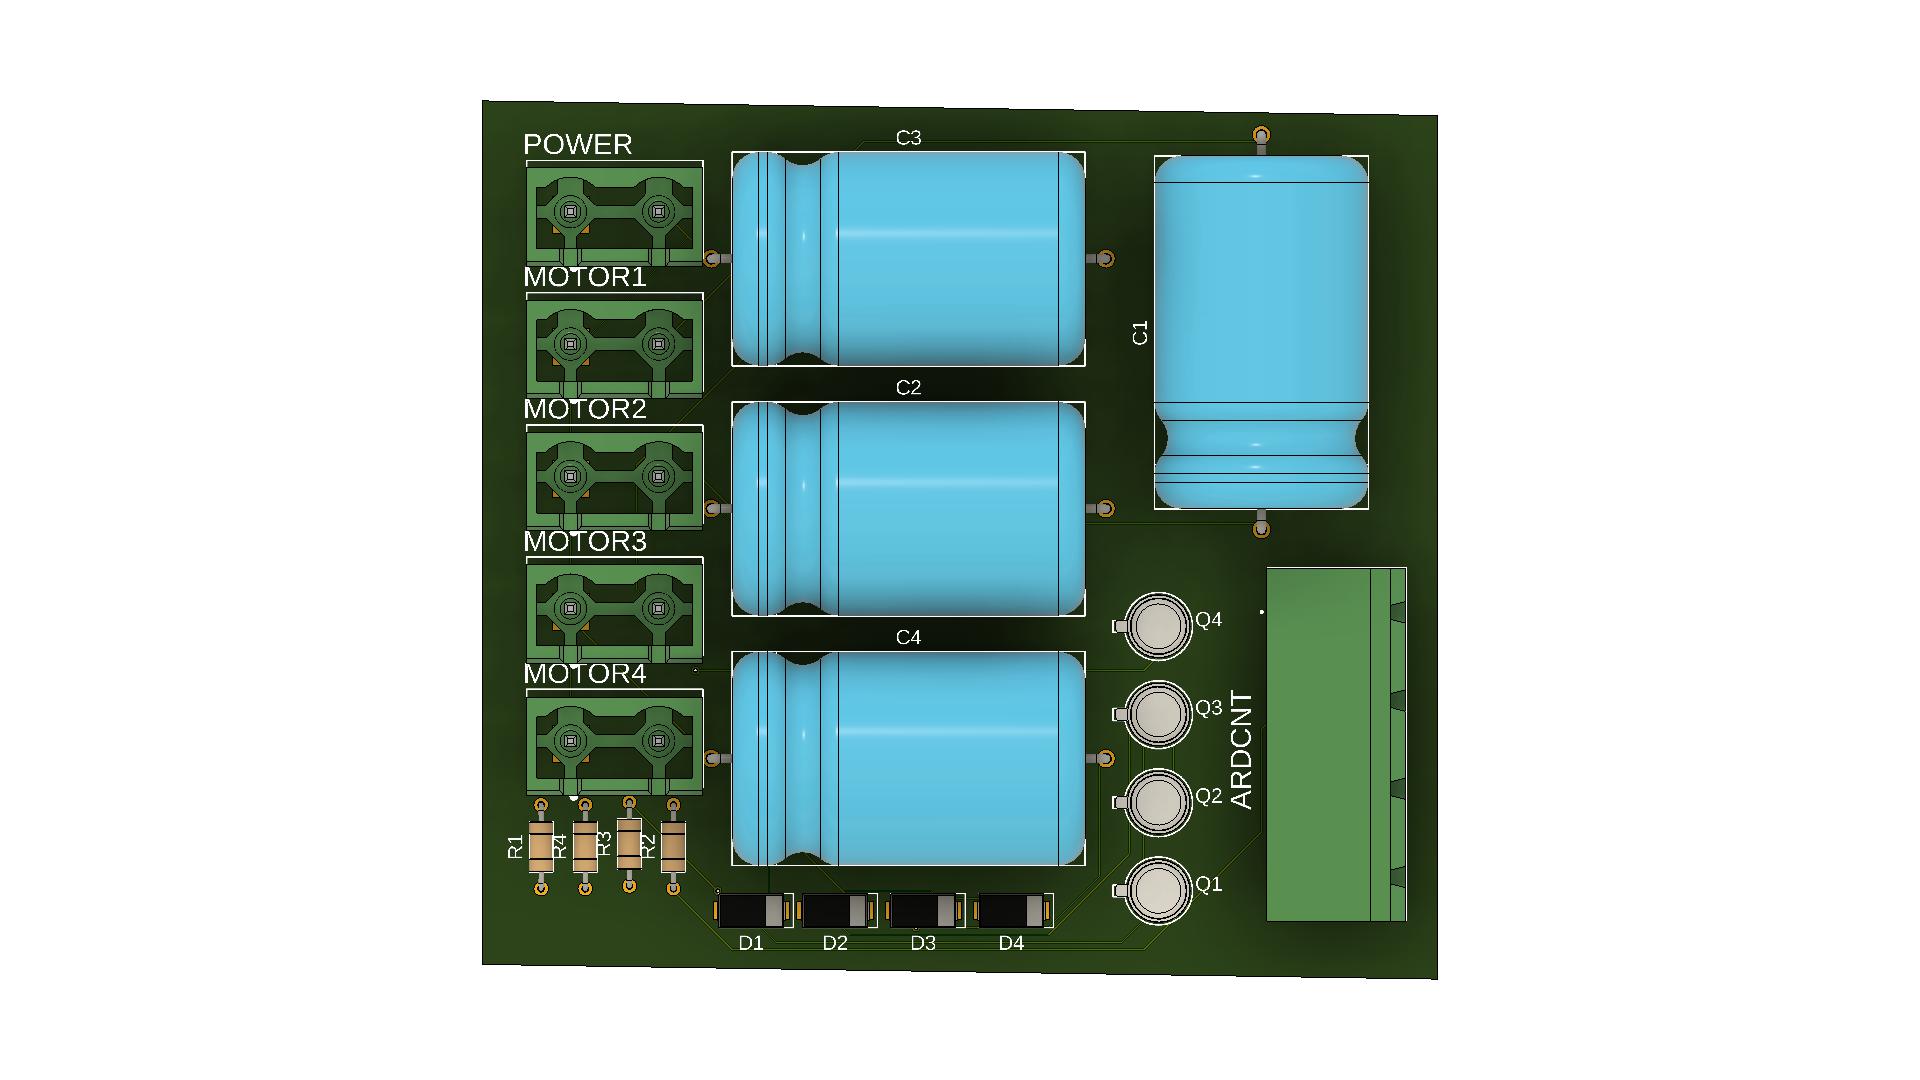 POWER
C3
MOTOR1
C1
C2
MOTOR2
MOTOR3
C4
Q4
MOTOR4
Q3
ARDCNT
Q2
R1
R4
R3
R2
Q1
D1
D2
D3
D4